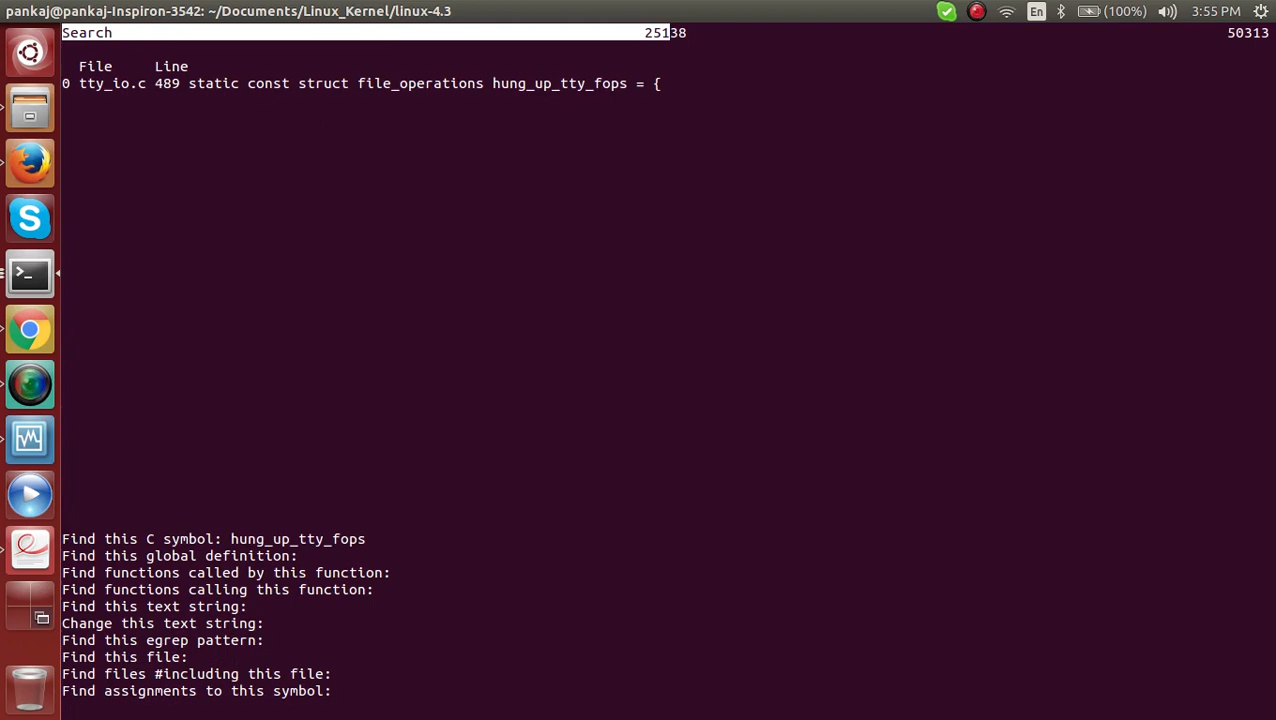 pankaj@pankaj-Inspiron-3542: ~/Documents/Linux_Kernel/linux-4.3 En (100%) 3:55 PM
Search 25138 50313
File Line
0 tty_io.c 489 static const struct file_operations hung_up_tty_fops = {
Find this C symbol: hung_up_tty_fops
Find this global definition:
Find functions called by this function:
Find functions calling this function:
Find this text string:
Change this text string:
Find this egrep pattern:
Find this file:
Find files #including this file:
Find assignments to this symbol: